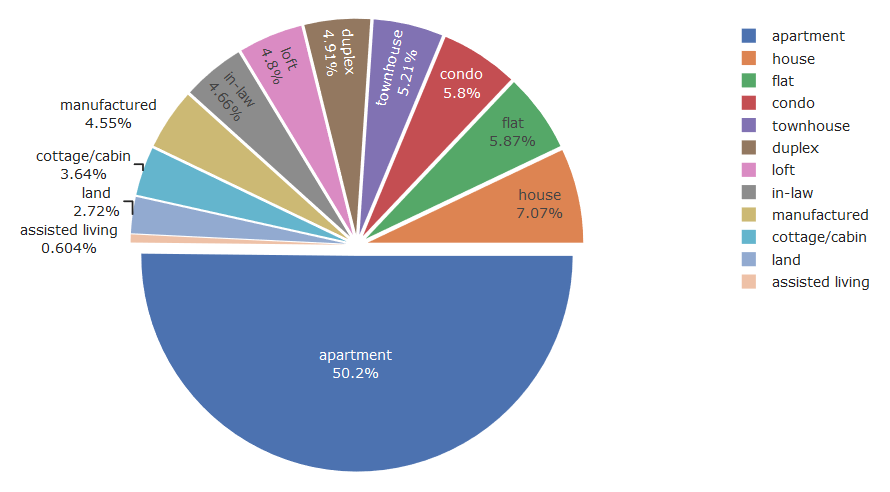 duplex
4.91%
townhouse
5.21%
loft
4.8%
condo
5.8%
in-law
4.66%
manufactured
4.55%
flat
5.87%
cottage/cabin
3.64%
land
2.72%
house
7.07%
assisted living
0.604%
apartment
50.2%
apartment
house
flat
condo
townhouse
duplex
loft
in-law
manufactured
cottage/cabin
land
assisted living